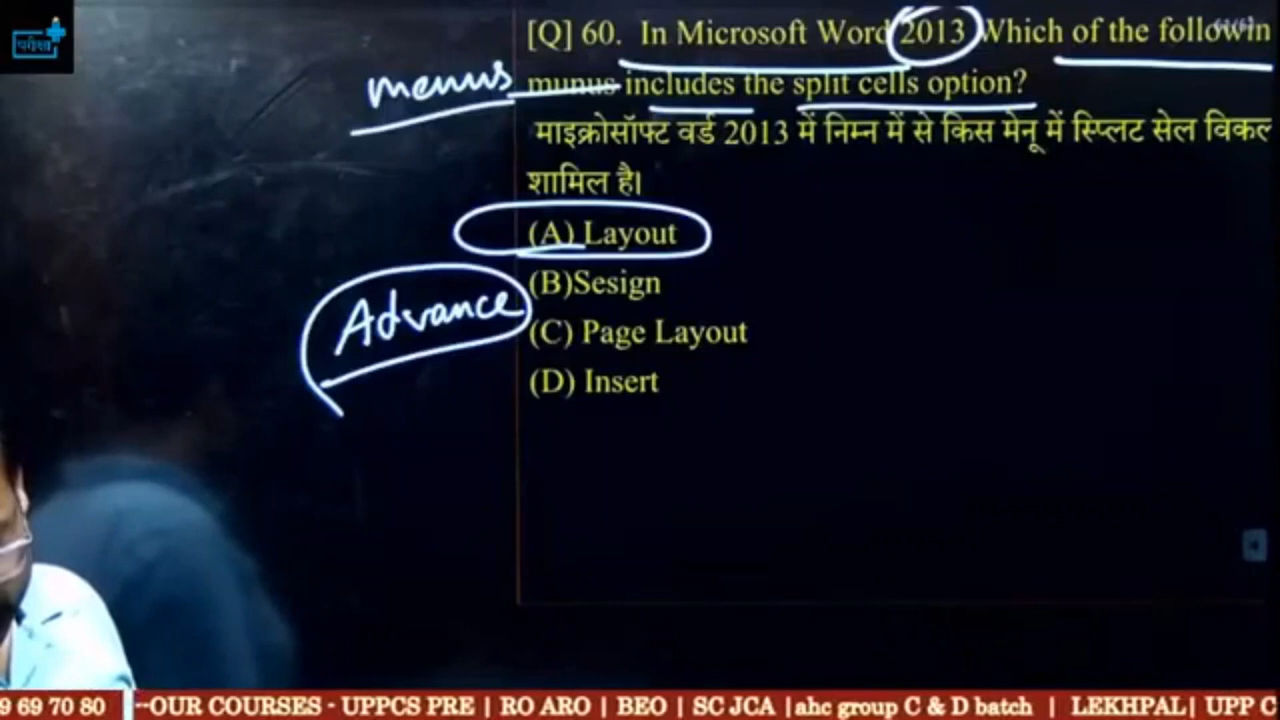 परीक्षा
[Q] 60. In Microsoft Word 2013 Which of the followin
menus munus includes the split cells option?
माइक्रोसॉफ्ट वर्ड 2013 में निम्न में से किस मेनू में स्प्लिट सेल विकल
शामिल है।
(A) Layout
(B)Sesign
Advance
(C) Page Layout
(D) Insert
9 69 70 80 --OUR COURSES - UPPCS PRE | RO ARO | BEO | SC JCA |ahc group C & D batch | LEKHPAL| UPP C